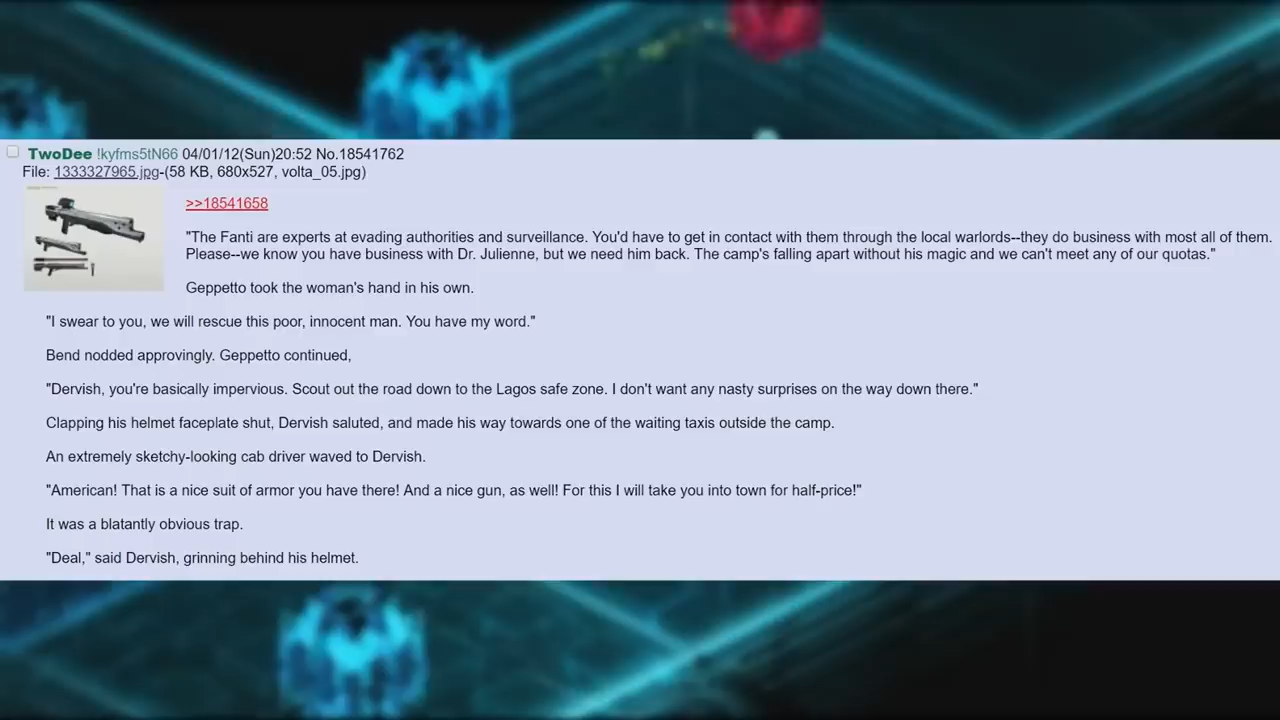 TwoDee !kyfms5tN66 04/01/12(Sun)20:52 No.18541762
File: 1333327965.jpg-(58 KB, 680x527, volta_05.jpg)
>>18541658
"The Fanti are experts at evading authorities and surveillance. You'd have to get in contact with them through the local warlords--they do business with most all of them.
Please--we know you have business with Dr. Julienne, but we need him back. The camp's falling apart without his magic and we can't meet any of our quotas."
Geppetto took the woman's hand in his own.
"I swear to you, we will rescue this poor, innocent man. You have my word."
Bend nodded approvingly. Geppetto continued,
"Dervish, you're basically impervious. Scout out the road down to the Lagos safe zone. I don't want any nasty surprises on the way down there."
Clapping his helmet faceplate shut, Dervish saluted, and made his way towards one of the waiting taxis outside the camp.
An extremely sketchy-looking cab driver waved to Dervish.
"American! That is a nice suit of armor you have there! And a nice gun, as well! For this I will take you into town for half-price!"
It was a blatantly obvious trap.
"Deal," said Dervish, grinning behind his helmet.